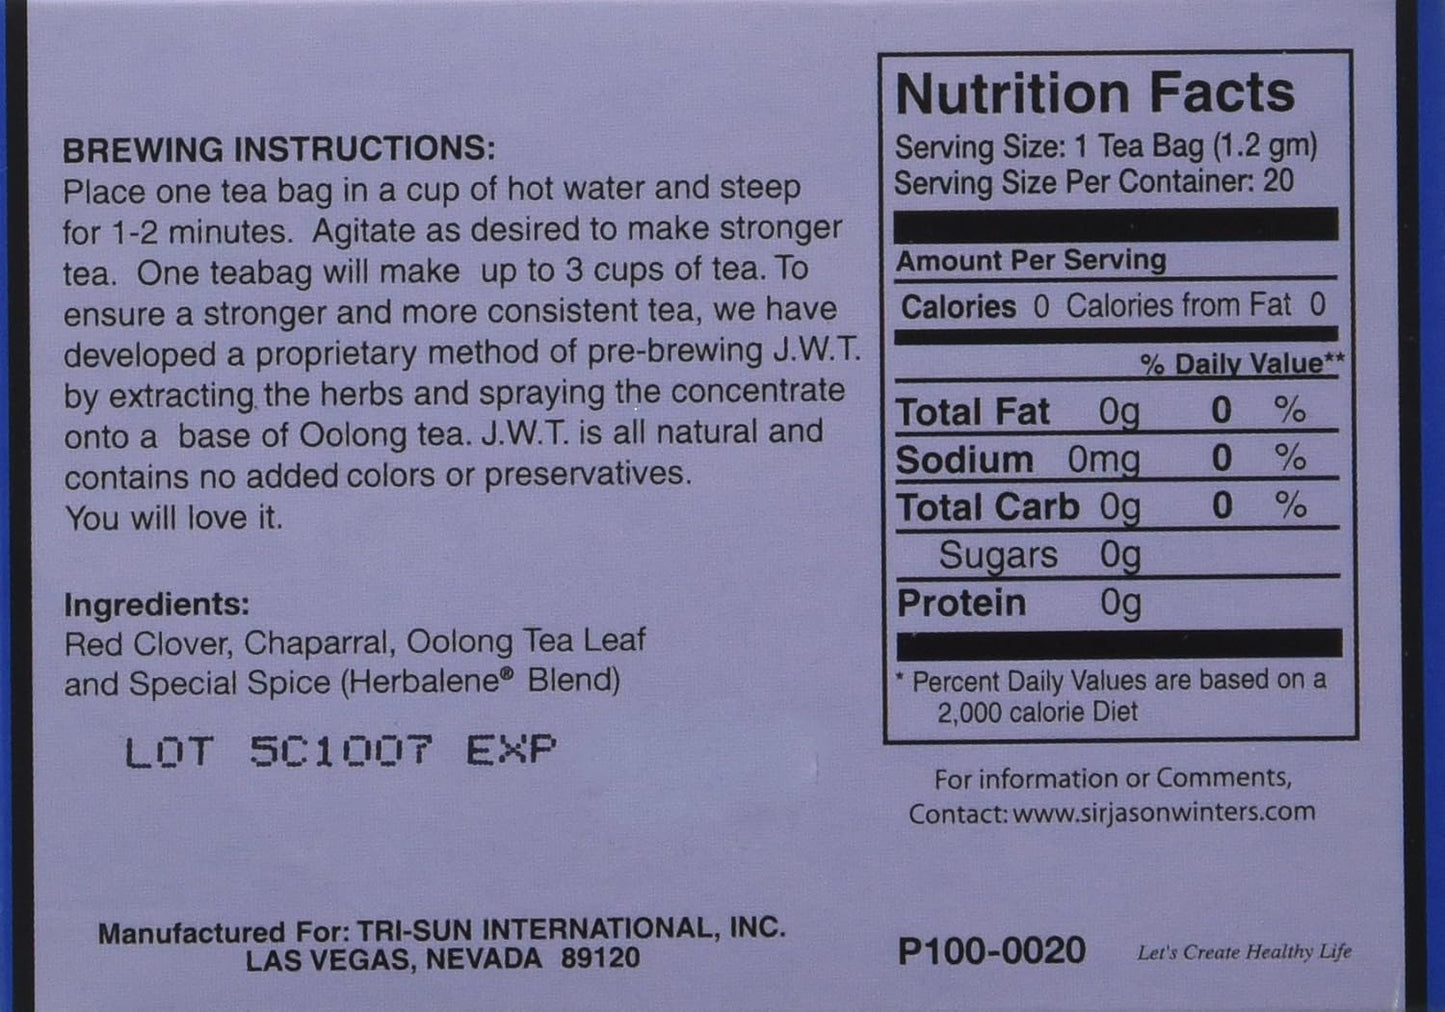 BREWING INSTRUCTIONS:
Place one tea bag in a cup of hot water and steep
for 1-2 minutes. Agitate as desired to make stronger
tea. One teabag will make up to 3 cups of tea. To
ensure a stronger and more consistent tea, we have
developed a proprietary method of pre-brewing J.W.T.
by extracting the herbs and spraying the concentrate
onto a base of Oolong tea. J.W.T. is all natural and
contains no added colors or preservatives.
You will love it.
Ingredients:
Red Clover, Chaparral, Oolong Tea Leaf
and Special Spice (Herbalene® Blend)
LOT 5C1007 EXP
Manufactured For: TRI-SUN INTERNATIONAL, INC.
LAS VEGAS, NEVADA 89120
Nutrition Facts
Serving Size: 1 Tea Bag (1.2 gm)
Serving Size Per Container: 20
Amount Per Serving
Calories 0 Calories from Fat 0
% Daily Value**
Total Fat 0g 0 %
Sodium 0mg 0 %
Total Carb 0g 0 %
Sugars 0g
Protein 0g
* Percent Daily Values are based on a
2,000 calorie Diet
For information or Comments,
Contact: www.sirjasonwinters.com
P100-0020 Let's Create Healthy Life